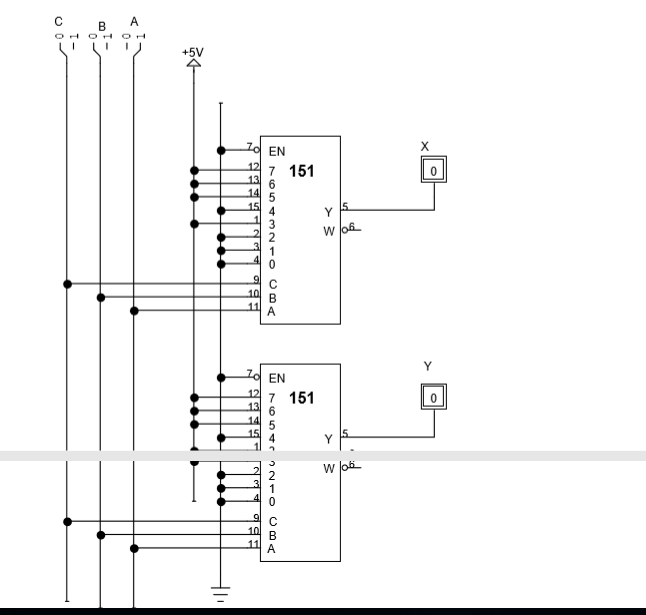 C B A
0 1 0 1 0 1
+5V
7 EN
12 7 151
13 6
14 5
15 4 Y 5
1 3
2 2 W 6
3 1
4 0
9 C
10 B
11 A
X
0
7 EN
12 7 151
13 6
14 5
15 4 Y 5
1
3 W 6
2 2
3 1
4 0
9 C
10 B
11 A
Y
0